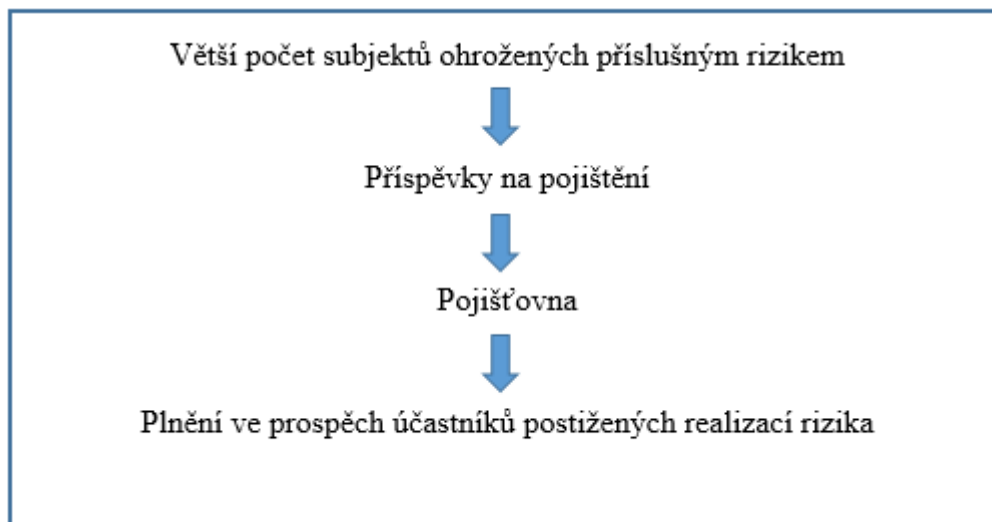 Větší počet subjektů ohrožených příslušným rizikem
Příspěvky na pojištění
Pojišťovna
Plnění ve prospěch účastníků postižených realizací rizika